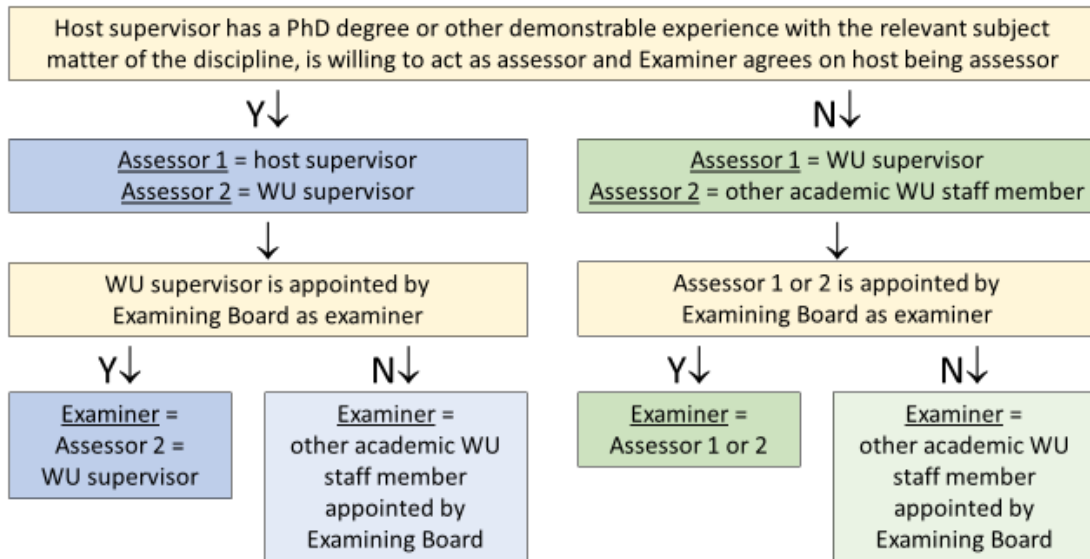 Host supervisor has a PhD degree or other demonstrable experience with the relevant subject
matter of the discipline, is willing to act as assessor and Examiner agrees on host being assessor
Y↓
N↓
Assessor 1 = host supervisor
Assessor 2 = WU supervisor
Assessor 1 = WU supervisor
Assessor 2 = other academic WU staff member
↓
↓
WU supervisor is appointed by
Examining Board as examiner
Assessor 1 or 2 is appointed by
Examining Board as examiner
Y↓
N↓
Y↓
N↓
Examiner =
Assessor 2 =
WU supervisor
Examiner =
other academic WU
staff member
appointed by
Examining Board
Examiner =
Assessor 1 or 2
Examiner =
other academic WU
staff member
appointed by
Examining Board